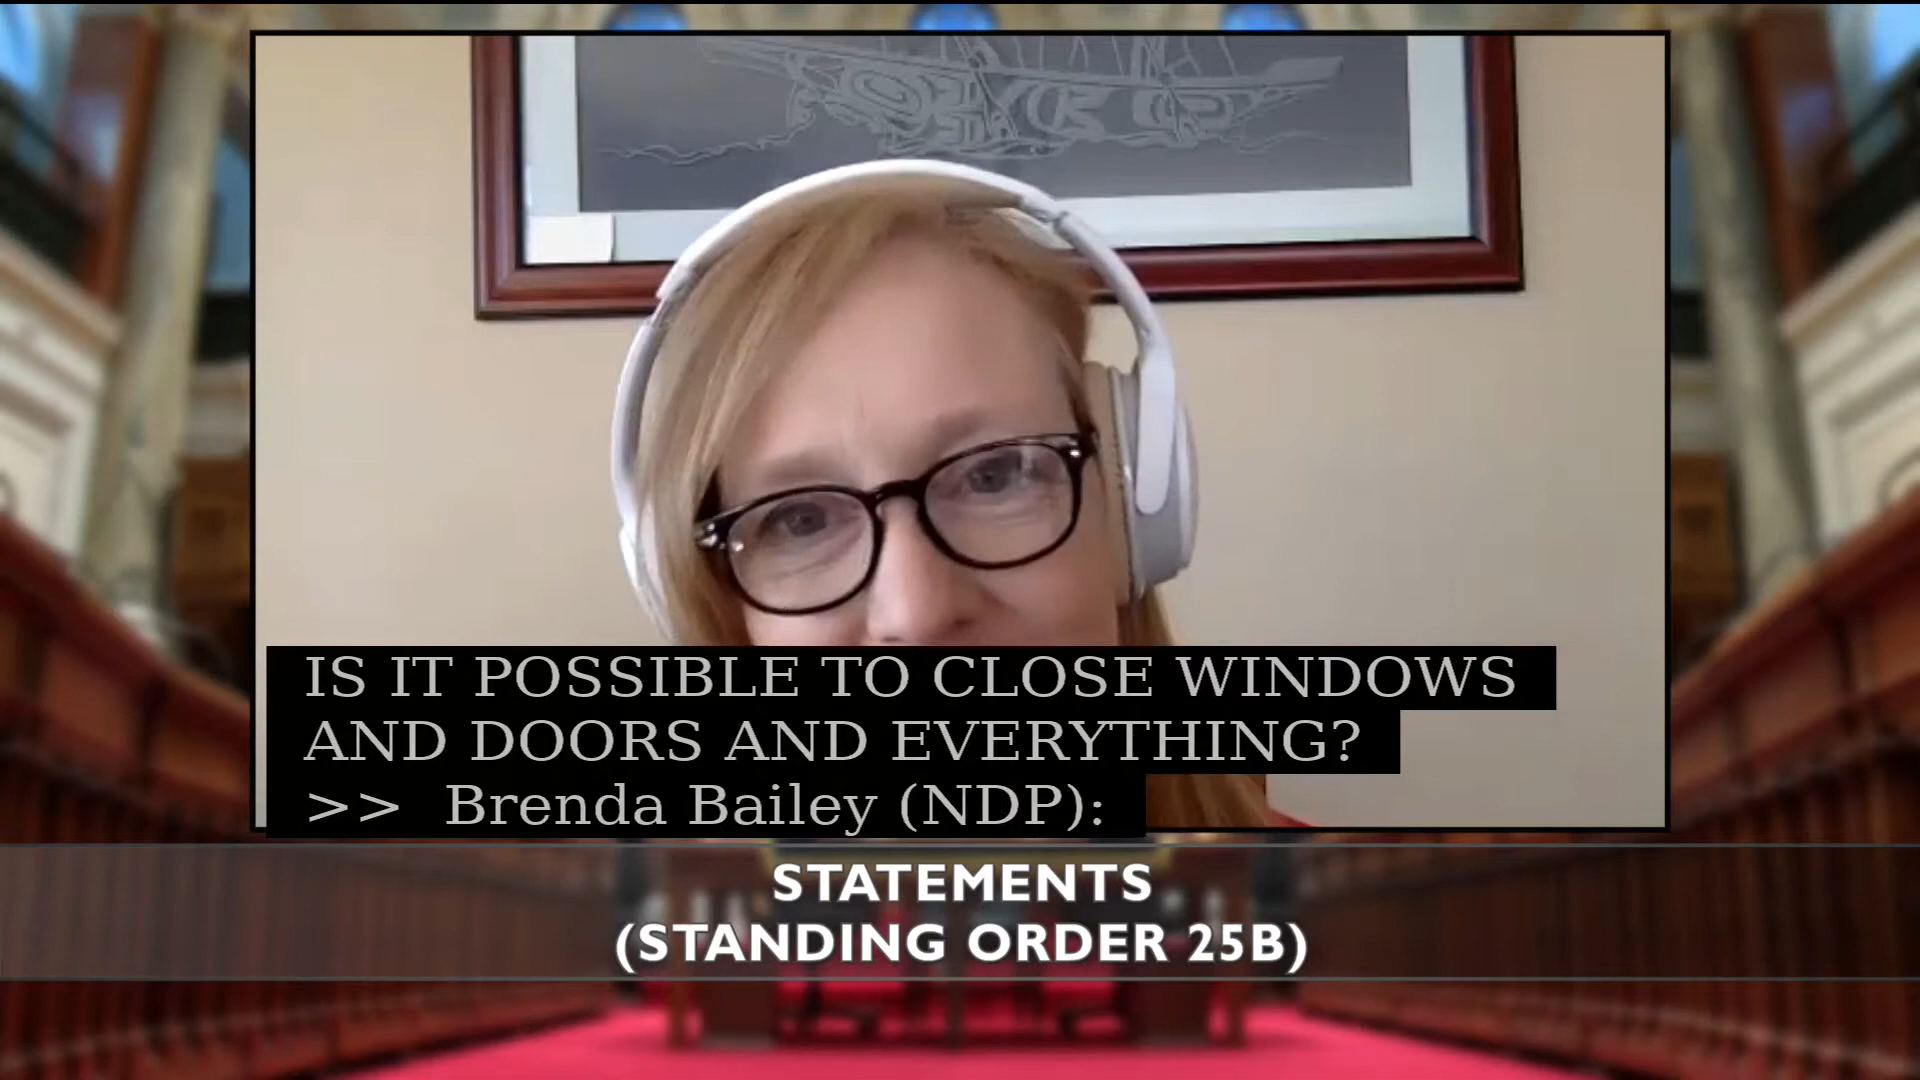 IS IT POSSIBLE TO CLOSE WINDOWS
AND DOORS AND EVERYTHING?
>> Brenda Bailey (NDP):
STATEMENTS
(STANDING ORDER 25B)